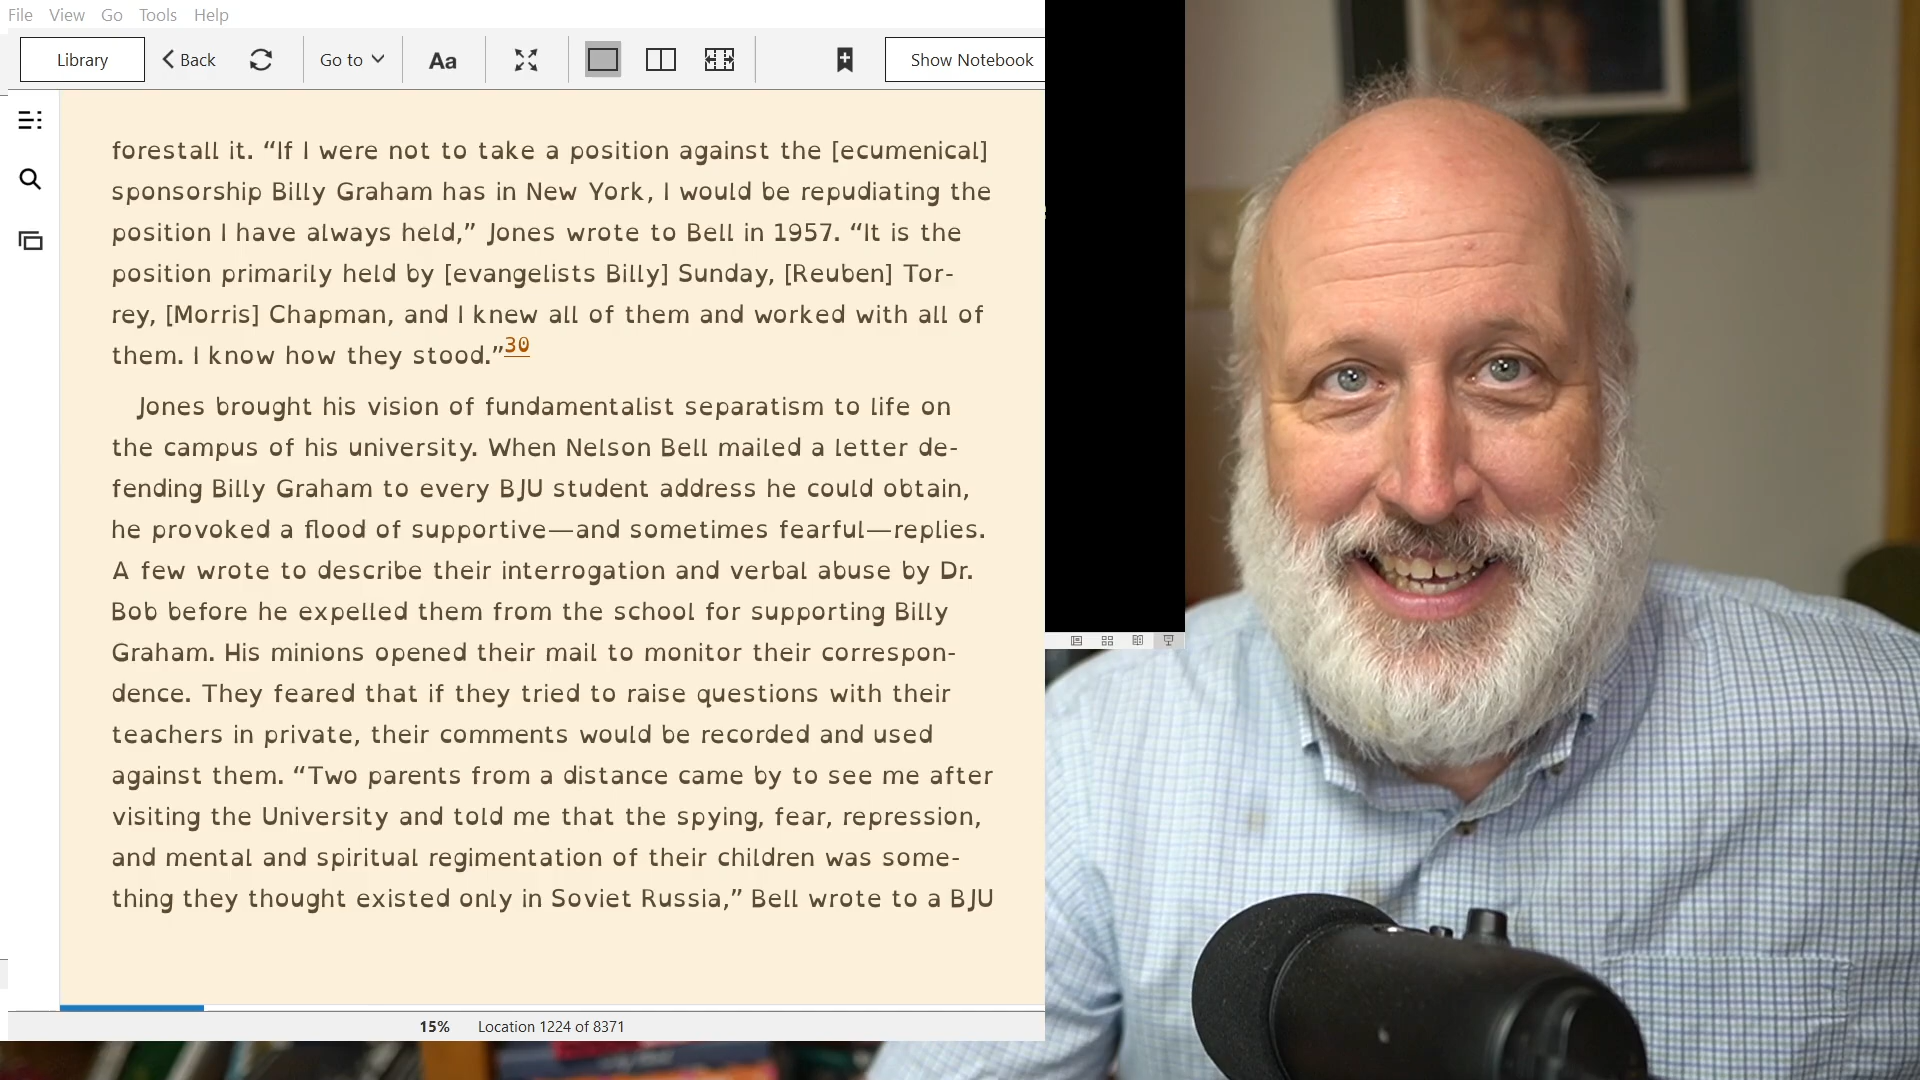 File View Go Tools Help
Library Back Go to Aa Show Notebook
forestall it. “If I were not to take a position against the [ecumenical]
sponsorship Billy Graham has in New York, I would be repudiating the
position I have always held,” Jones wrote to Bell in 1957. “It is the
position primarily held by [evangelists Billy] Sunday, [Reuben] Tor-
rey, [Morris] Chapman, and I knew all of them and worked with all of
them. I know how they stood.”30
Jones brought his vision of fundamentalist separatism to life on
the campus of his university. When Nelson Bell mailed a letter de-
fending Billy Graham to every BJU student address he could obtain,
he provoked a flood of supportive—and sometimes fearful—replies.
A few wrote to describe their interrogation and verbal abuse by Dr.
Bob before he expelled them from the school for supporting Billy
Graham. His minions opened their mail to monitor their correspon-
dence. They feared that if they tried to raise questions with their
teachers in private, their comments would be recorded and used
against them. “Two parents from a distance came by to see me after
visiting the University and told me that the spying, fear, repression,
and mental and spiritual regimentation of their children was some-
thing they thought existed only in Soviet Russia,” Bell wrote to a BJU
15% Location 1224 of 8371